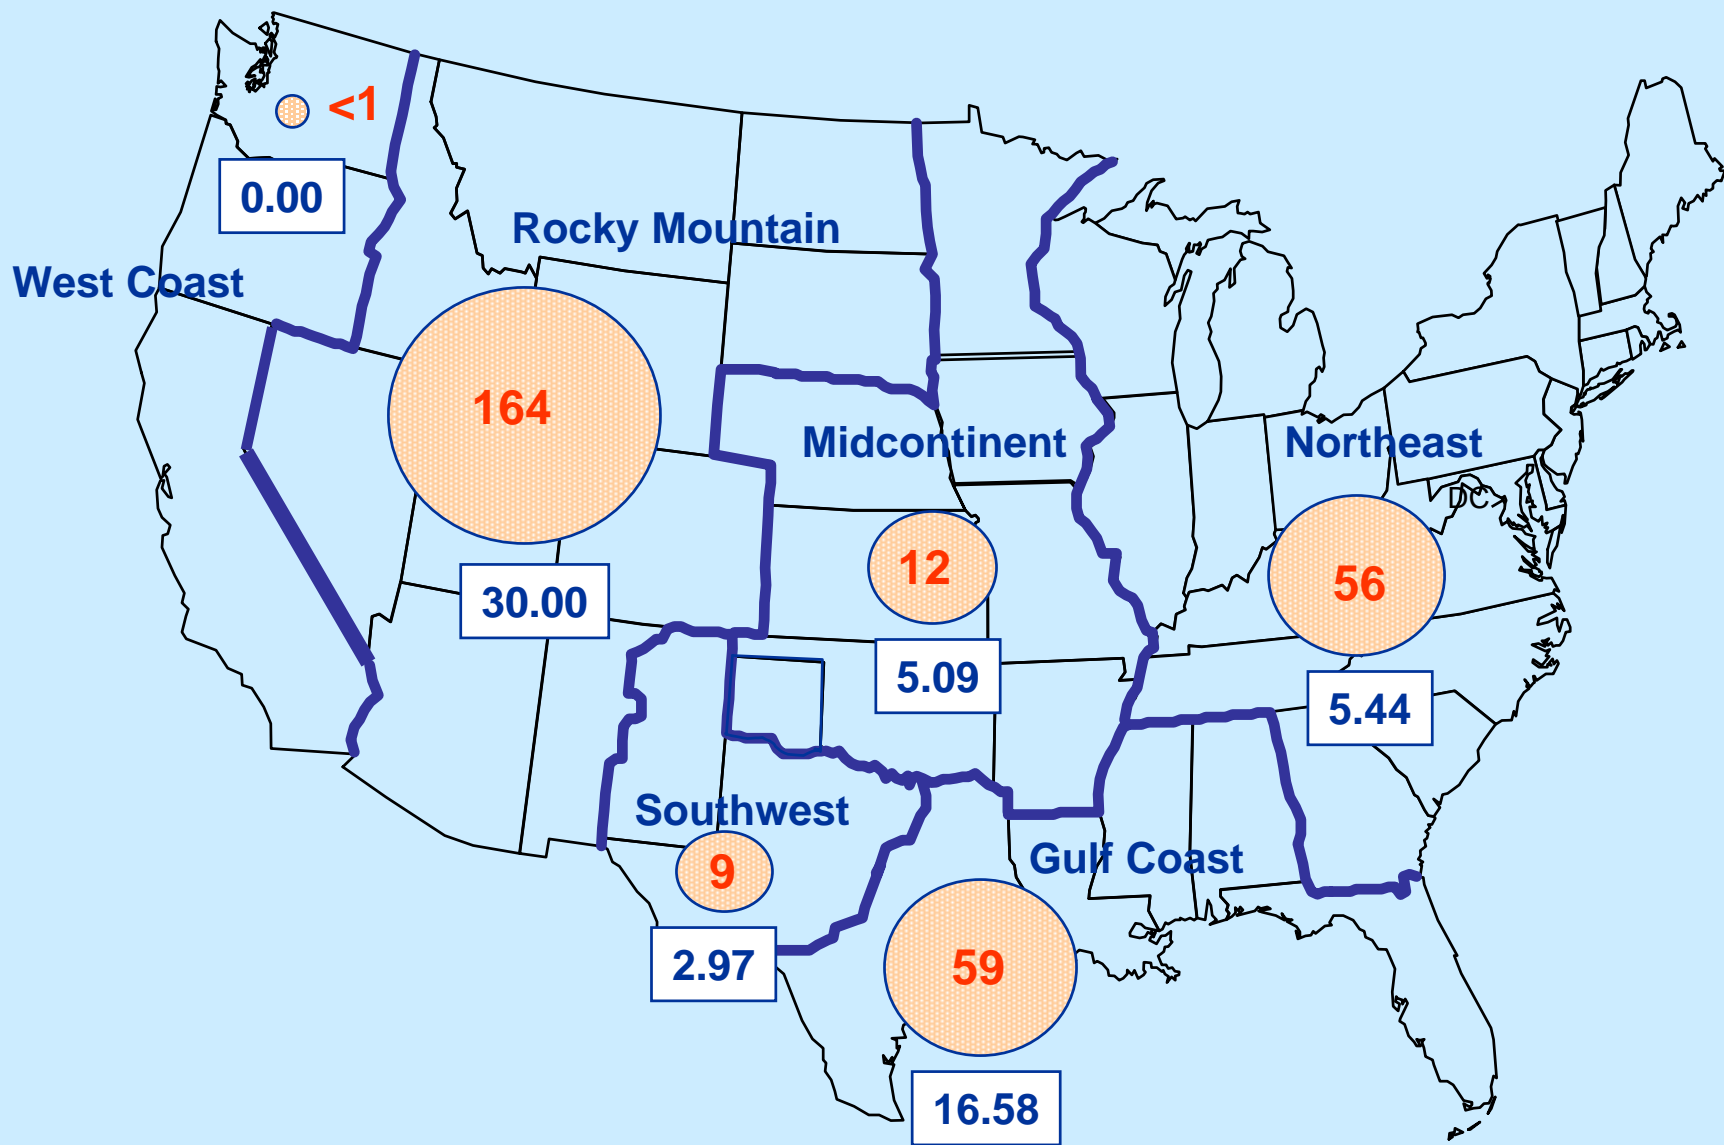 <1
0.00
Rocky Mountain
West Coast
164
Midcontinent
Northeast
DC
12
56
30.00
5.09
5.44
Southwest
9
Gulf Coast
2.97
59
16.58